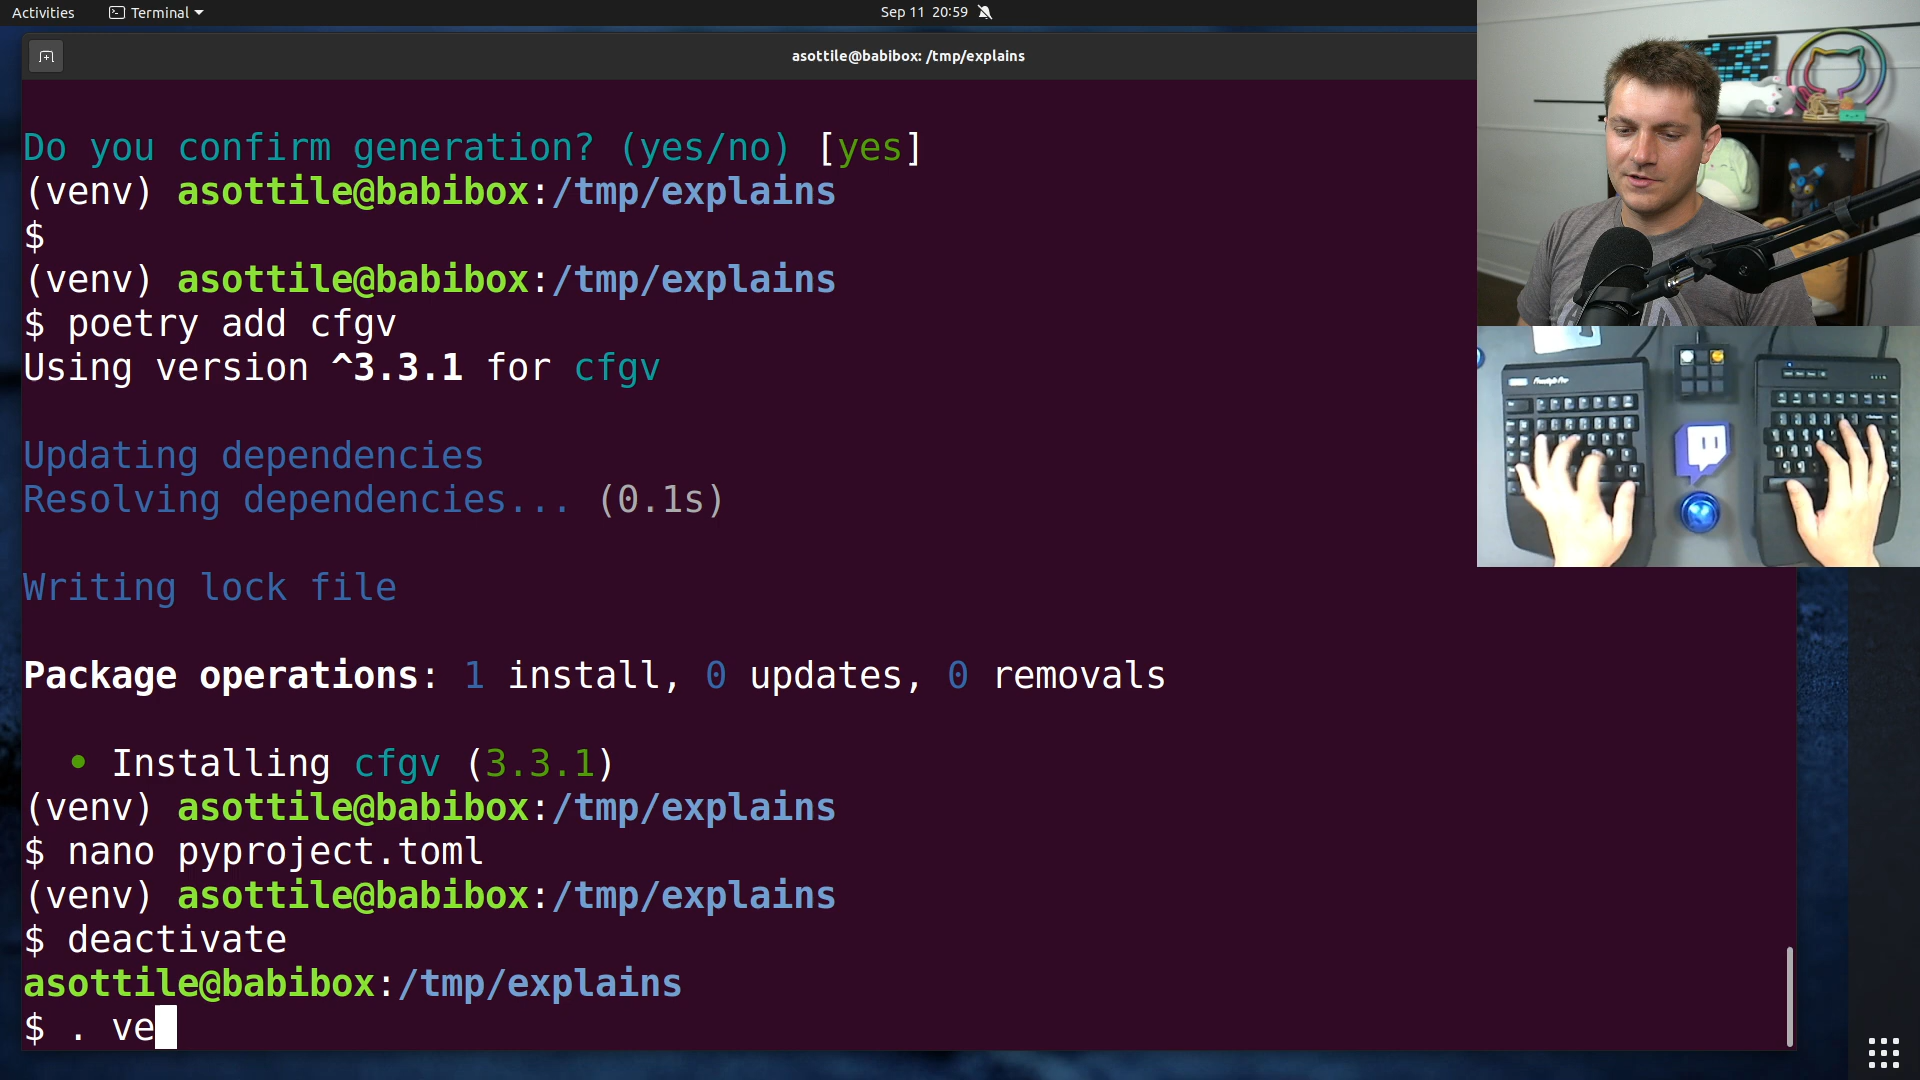 Activities
Terminal
Sep 11 20:59
asottile@babibox: /tmp/explains
Do you confirm generation? (yes/no) [yes]
(venv) asottile@babibox:/tmp/explains
$
(venv) asottile@babibox:/tmp/explains
$ poetry add cfgv
Using version ^3.3.1 for cfgv
Updating dependencies
Resolving dependencies... (0.1s)
Writing lock file
Package operations: 1 install, 0 updates, 0 removals
• Installing cfgv (3.3.1)
(venv) asottile@babibox:/tmp/explains
$ nano pyproject.toml
(venv) asottile@babibox:/tmp/explains
$ deactivate
asottile@babibox:/tmp/explains
$ . ve
Freestyle Pro